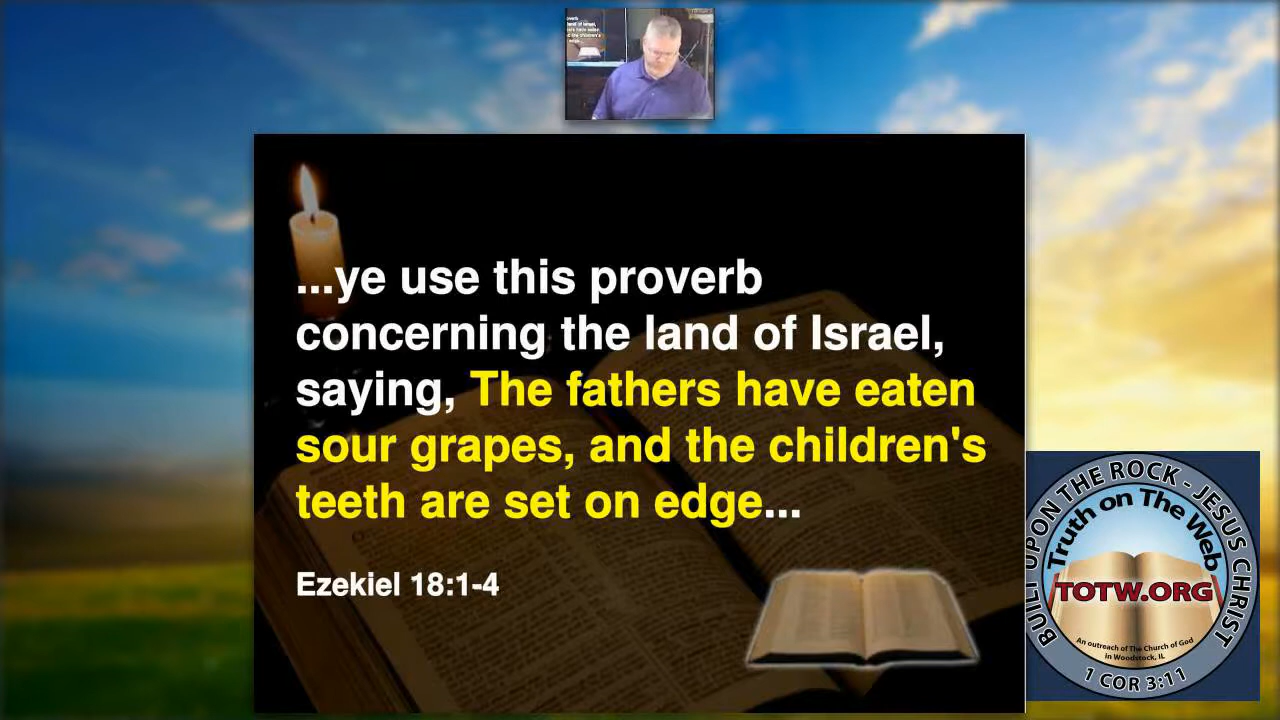 ...ye use this proverb
concerning the land of Israel,
saying, The fathers have eaten
sour grapes, and the children's
teeth are set on edge...
Ezekiel 18:1-4
BUILT UPON THE ROCK - JESUS CHRIST
Truth on The Web
TOTW.ORG
An outreach of The Church of God
in Woodstock, IL
1 COR 3:11